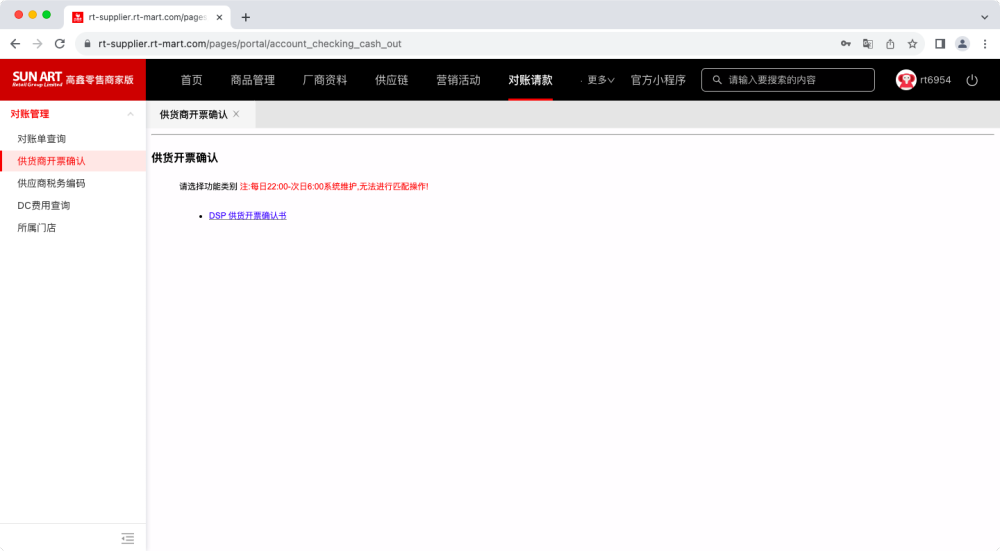 rt-supplier.rt-mart.com/pages
rt-supplier.rt-mart.com/pages/portal/account_checking_cash_out
SUN ART
Retail Group Limited
高鑫零售商家版
首页 商品管理 厂商资料 供应链 营销活动 对账请款 · 更多 官方小程序 请输入要搜索的内容 rt6954
对账管理
供货商开票确认
对账单查询
供货商开票确认
供应商税务编码
DC费用查询
所属门店
供货开票确认
请选择功能类别 注:每日22:00-次日6:00系统维护,无法进行匹配操作!
• DSP 供货开票确认书